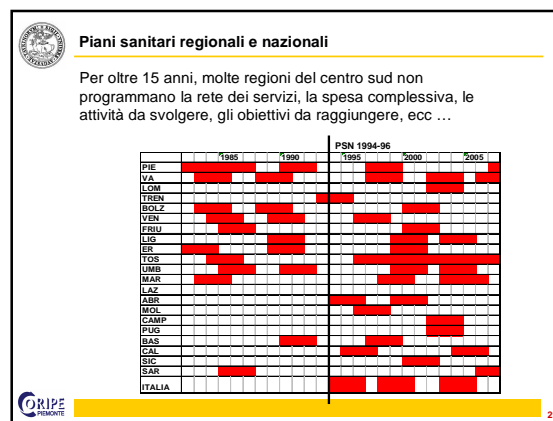 Piani sanitari regionali e nazionali
Per oltre 15 anni, molte regioni del centro sud non
programmano la rete dei servizi, la spesa complessiva, le
attività da svolgere, gli obiettivi da raggiungere, ecc …
PSN 1994-96
1985 1990 1995 2000 2005
PIE
VA
LOM
TREN
BOLZ
VEN
FRIU
LIG
ER
TOS
UMB
MAR
LAZ
ABR
MOL
CAMP
PUG
BAS
CAL
SIC
SAR
ITALIA
CORIPE
PIEMONTE
2